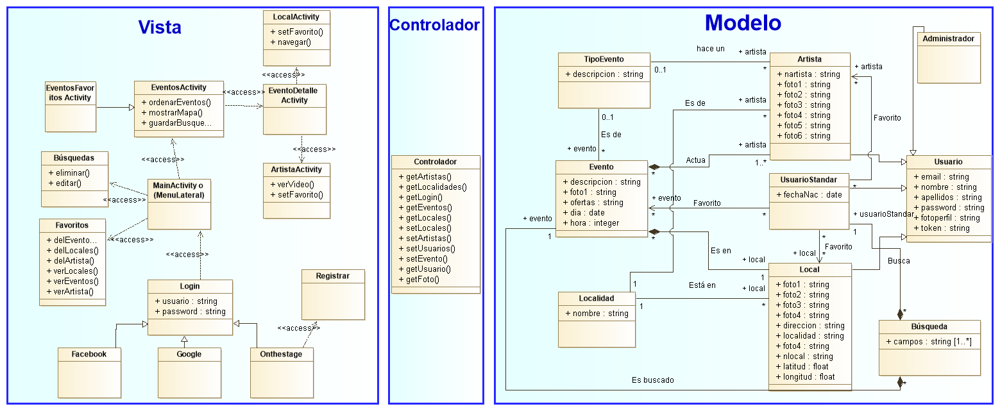 Vista
LocalActivity
+ setFavorito()
+ navegar()
<<access>>
EventosFavor
itos Activity
EventosActivity
+ ordenarEventos()
+ mostrarMapa()
+ guardarBusque...
<<access>>
EventoDetalle
Activity
<<access>>
<<access>>
Búsquedas
+ eliminar()
+ editar()
MainActivity o
(MenuLateral)
ArtistaActivity
+ verVideo()
+ setFavorito()
<<access>>
Favoritos
+ delEvento...
+ delLocales()
+ delArtista()
+ verLocales()
+ verEventos()
+ verArtista()
<<access>>
<<access>>
Login
+ usuario : string
+ password : string
Registrar
<<access>>
Facebook
Google
Onthestage
Controlador
Controlador
+ getArtistas()
+ getLocalidades()
+ getLogin()
+ getEventos()
+ getLocales()
+ setLocales()
+ setArtistas()
+ setUsuarios()
+ setEvento()
+ getUsuario()
+ getFoto()
Modelo
TipoEvento
+ descripcion : string
hace un
+ artista
0..1
*
Artista
+ nartista : string
+ foto1 : string
+ foto2 : string
+ foto3 : string
+ foto4 : string
+ foto5 : string
+ foto6 : string
+ artista
*
Administrador
Es de
+ artista
*
Favorito
0..1
Es de
+ evento
*
+ artista
1..*
Actua
*
Evento
+ descripcion : string
+ foto1 : string
+ ofertas : string
+ dia : date
+ hora : integer
UsuarioStandar
+ fechaNac : date
*
Usuario
+ email : string
+ nombre : string
+ apellidos : string
+ password : string
+ fotoperfil : string
+ token : string
+ evento
*
Favorito
*
+ usuarioStandar
1
+ evento
1
*
Es en
+ local
1
*
Favorito
+ local
*
Busca
Local
+ foto1 : string
+ foto2 : string
+ foto3 : string
+ foto4 : string
+ direccion : string
+ localidad : string
+ foto4 : string
+ nlocal : string
+ latitud : float
+ longitud : float
1
Está en
+ local
1
*
Localidad
+ nombre : string
*
Búsqueda
+ campos : string [1..*]
Es buscado
*